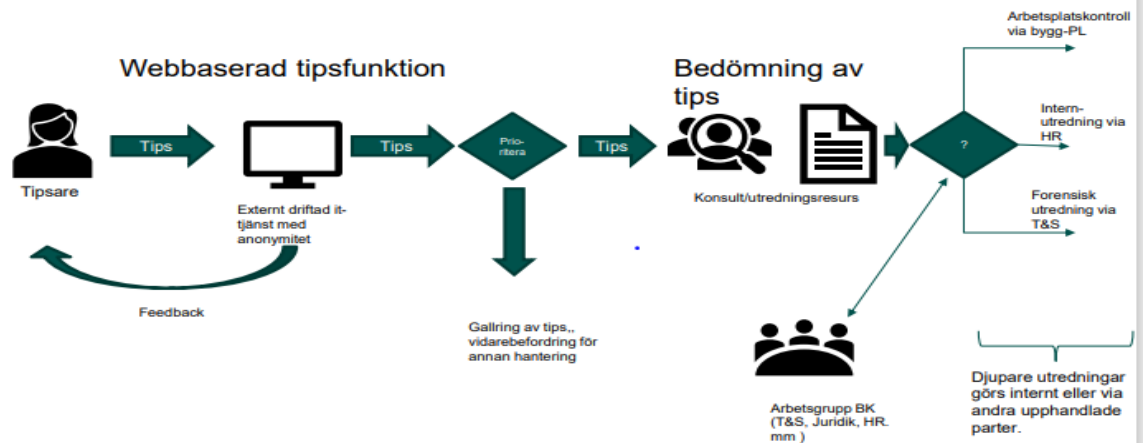 Webbaserad tipsfunktion
Tipsare
Tips
Externt driftad it-
tjänst med
anonymitet
Feedback
Tips
Prio-
ritera
Gallring av tips,,
vidarebefordring för
annan hantering
Tips
Bedömning av
tips
Konsult/utredningsresurs
?
Arbetsgrupp BK
(T&S, Juridik, HR.
mm )
Arbetsplatskontroll
via bygg-PL
Intern-
utredning via
HR
Forensisk
utredning via
T&S
Djupare utredningar
görs internt eller via
andra upphandlade
parter.